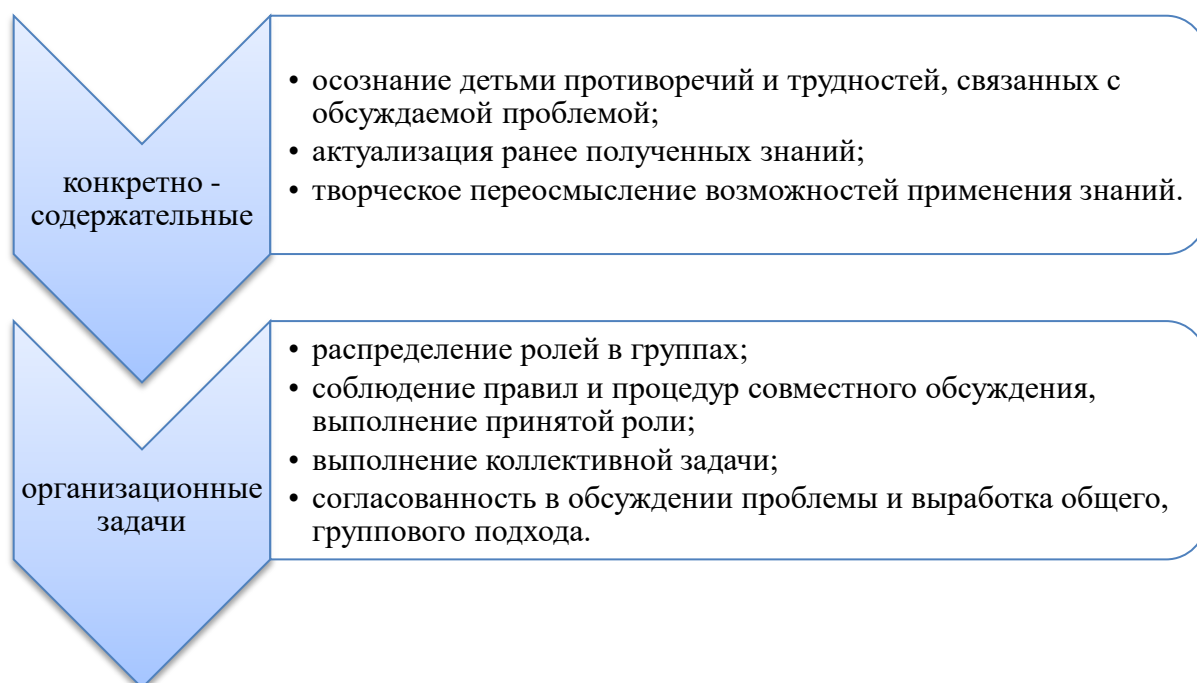 конкретно -
содержательные
• осознание детьми противоречий и трудностей, связанных с
обсуждаемой проблемой;
• актуализация ранее полученных знаний;
• творческое переосмысление возможностей применения знаний.
организационные
задачи
• распределение ролей в группах;
• соблюдение правил и процедур совместного обсуждения,
выполнение принятой роли;
• выполнение коллективной задачи;
• согласованность в обсуждении проблемы и выработка общего,
группового подхода.